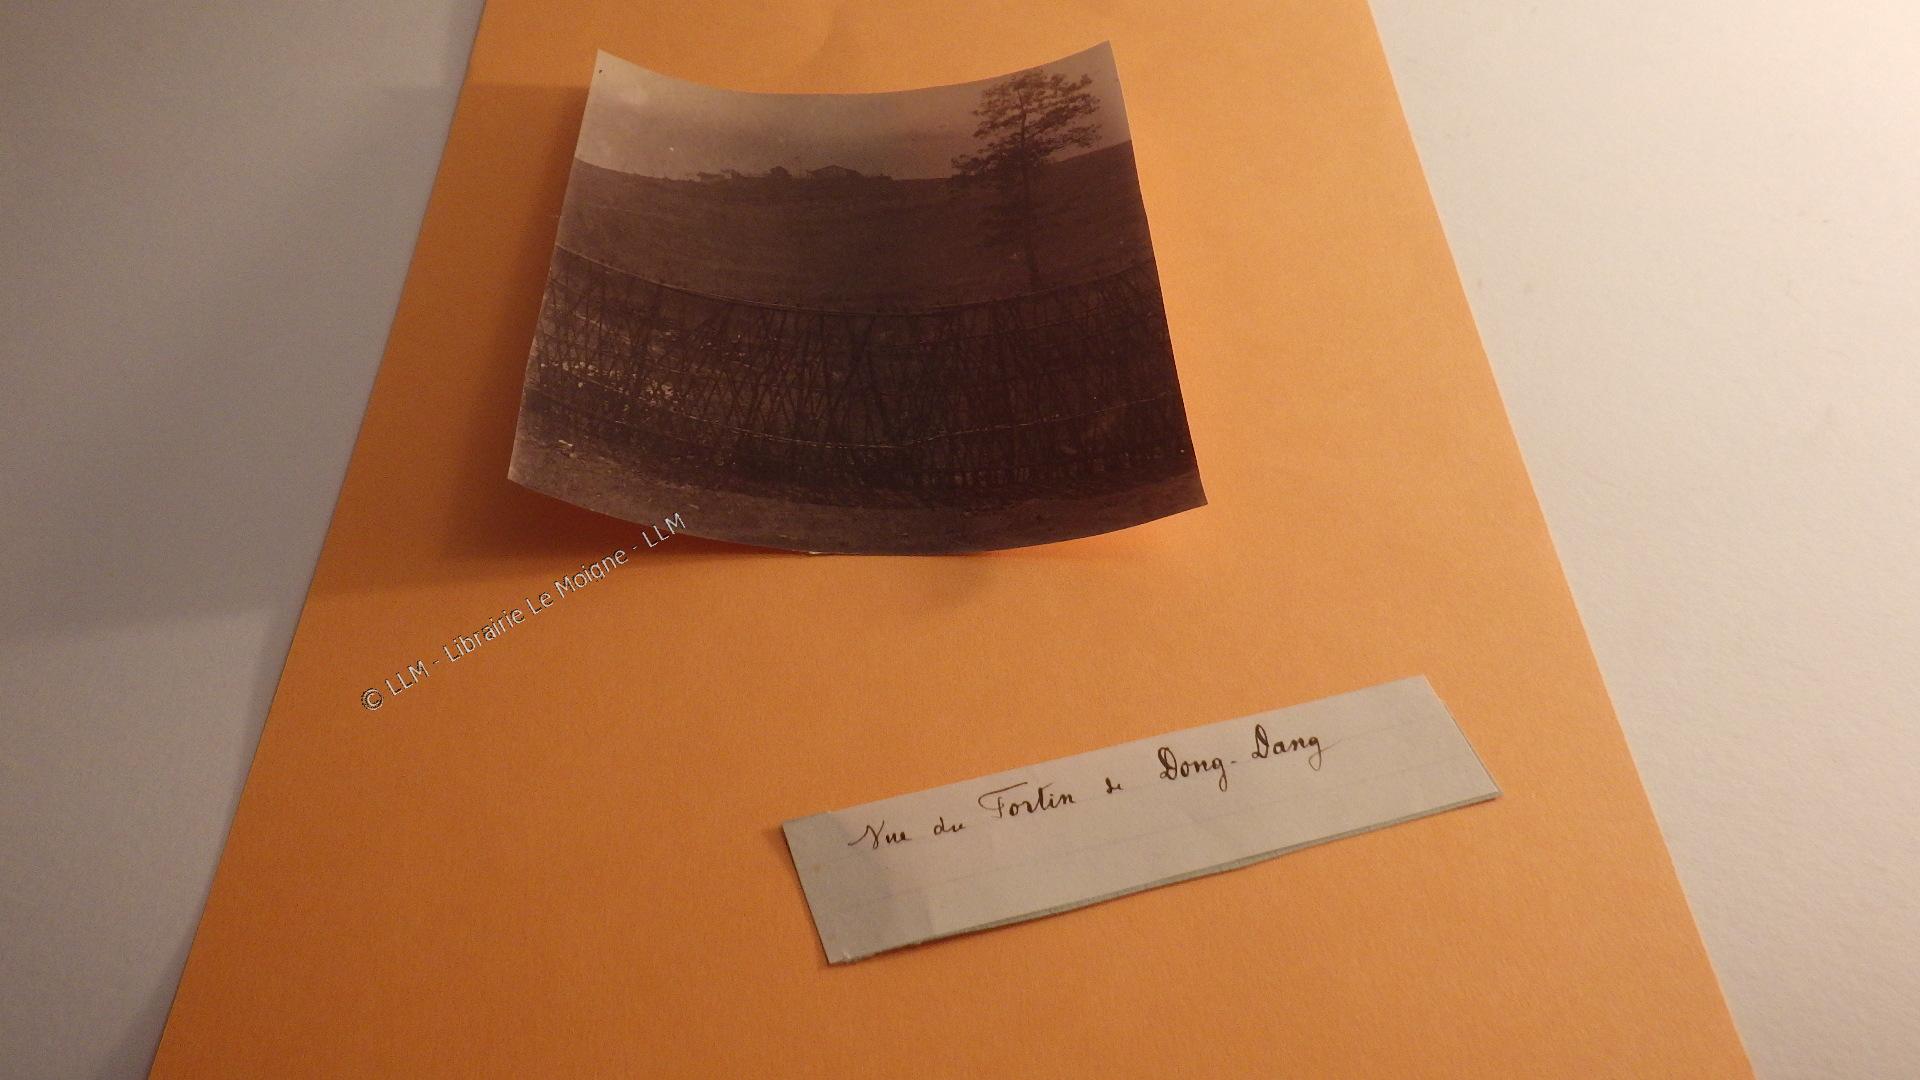 © LLM - Librairie Le Moigne - LLM
Vue du Fortin de Dong-Dang